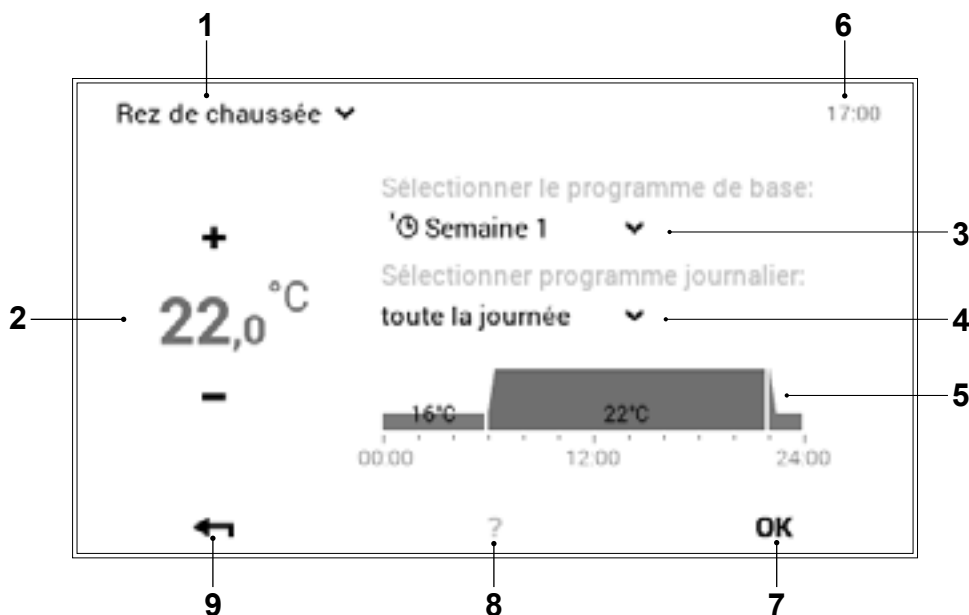 1 6
Rez de chaussée 17:00
Sélectionner le programme de base:
+ Semaine 1 3
Sélectionner programme journalier:
2 22,0 °C toute la journée 4
- 5
16°C 22°C
00:00 12:00 24:00
? OK
9 8 7